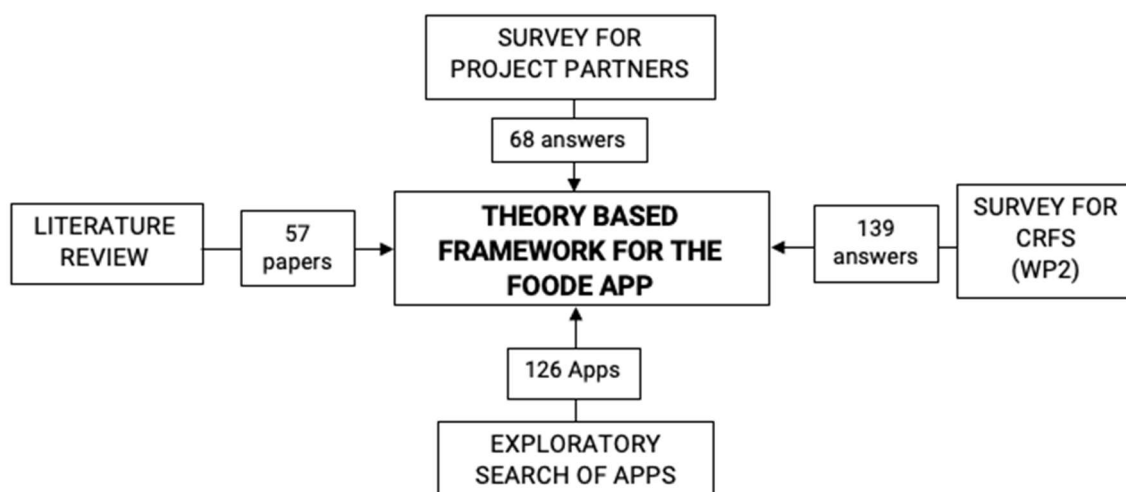 SURVEY FOR
PROJECT PARTNERS
68 answers
LITERATURE
REVIEW
57
papers
THEORY BASED
FRAMEWORK FOR THE
FOODE APP
139
answers
SURVEY FOR
CRFS
(WP2)
126 Apps
EXPLORATORY
SEARCH OF APPS